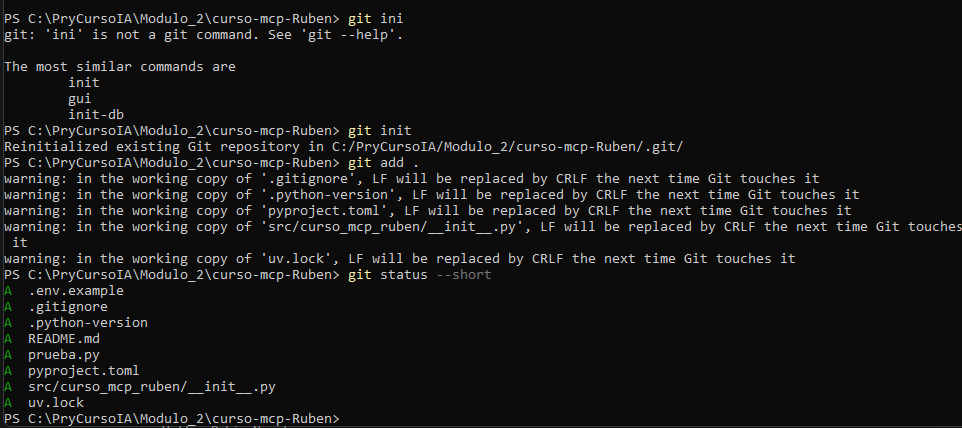 PS C:\PryCursoIA\Modulo_2\curso-mcp-Ruben> git ini
git: 'ini' is not a git command. See 'git --help'.
The most similar commands are
init
gui
init-db
PS C:\PryCursoIA\Modulo_2\curso-mcp-Ruben> git init
Reinitialized existing Git repository in C:/PryCursoIA/Modulo_2/curso-mcp-Ruben/.git/
PS C:\PryCursoIA\Modulo_2\curso-mcp-Ruben> git add .
warning: in the working copy of '.gitignore', LF will be replaced by CRLF the next time Git touches it
warning: in the working copy of '.python-version', LF will be replaced by CRLF the next time Git touches it
warning: in the working copy of 'pyproject.toml', LF will be replaced by CRLF the next time Git touches it
warning: in the working copy of 'src/curso_mcp_ruben/__init__.py', LF will be replaced by CRLF the next time Git touches
it
warning: in the working copy of 'uv.lock', LF will be replaced by CRLF the next time Git touches it
PS C:\PryCursoIA\Modulo_2\curso-mcp-Ruben> git status --short
A .env.example
A .gitignore
A .python-version
A README.md
A prueba.py
A pyproject.toml
A src/curso_mcp_ruben/__init__.py
A uv.lock
PS C:\PryCursoIA\Modulo_2\curso-mcp-Ruben>